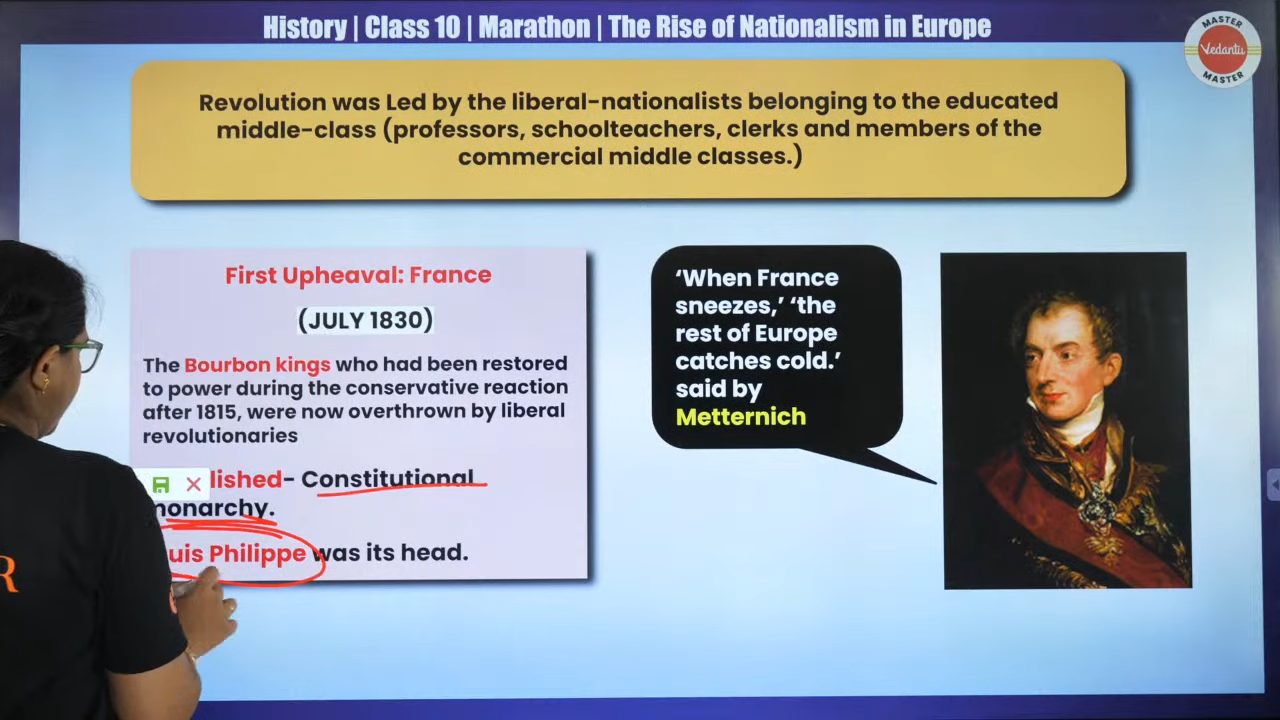 History | Class 10 | Marathon | The Rise of Nationalism in Europe
MASTER
Vedantu
MASTER
Revolution was Led by the liberal-nationalists belonging to the educated
middle-class (professors, schoolteachers, clerks and members of the
commercial middle classes.)
First Upheaval: France
(JULY 1830)
The Bourbon kings who had been restored
to power during the conservative reaction
after 1815, were now overthrown by liberal
revolutionaries
lished- Constitutional
monarchy.
uis Philippe was its head.
'When France
sneezes,' 'the
rest of Europe
catches cold.'
said by
Metternich
R